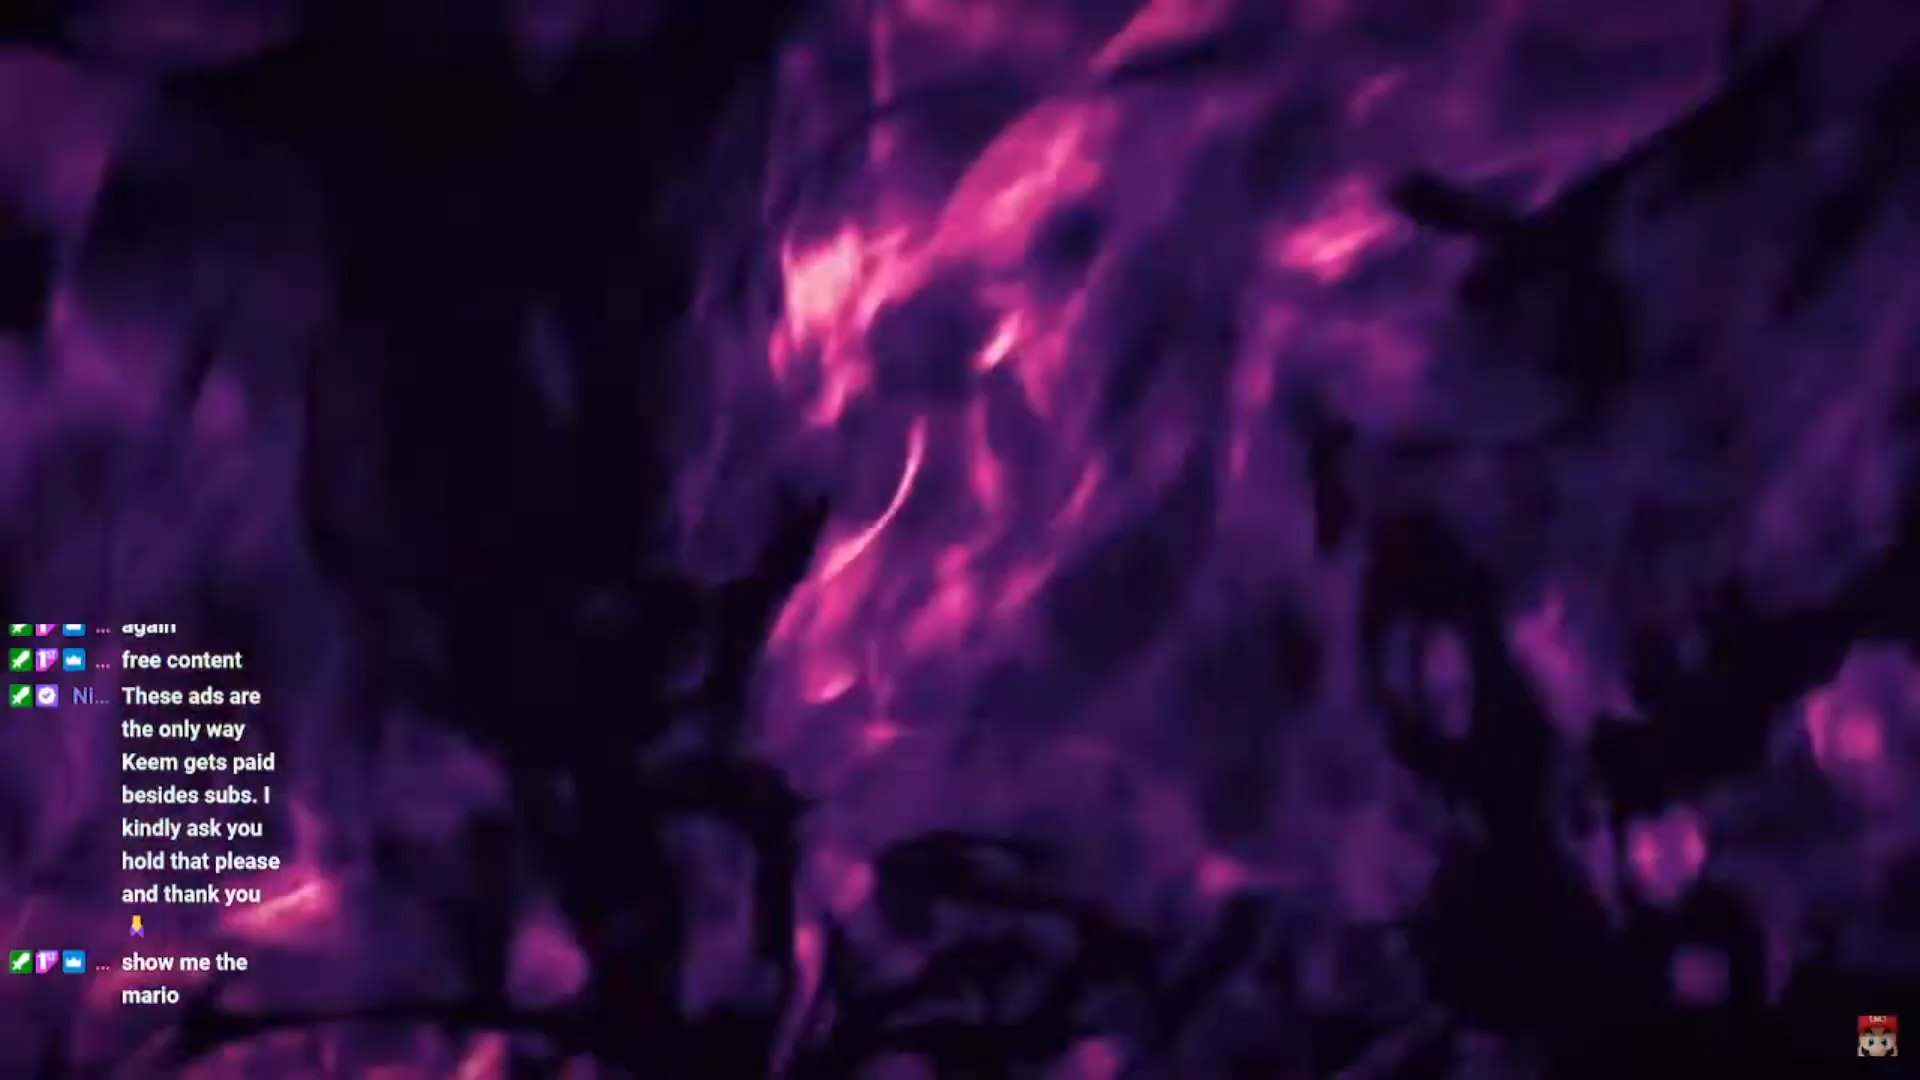 ... again
... free content
Ni... These ads are
the only way
Keem gets paid
besides subs. I
kindly ask you
hold that please
and thank you
... show me the
mario